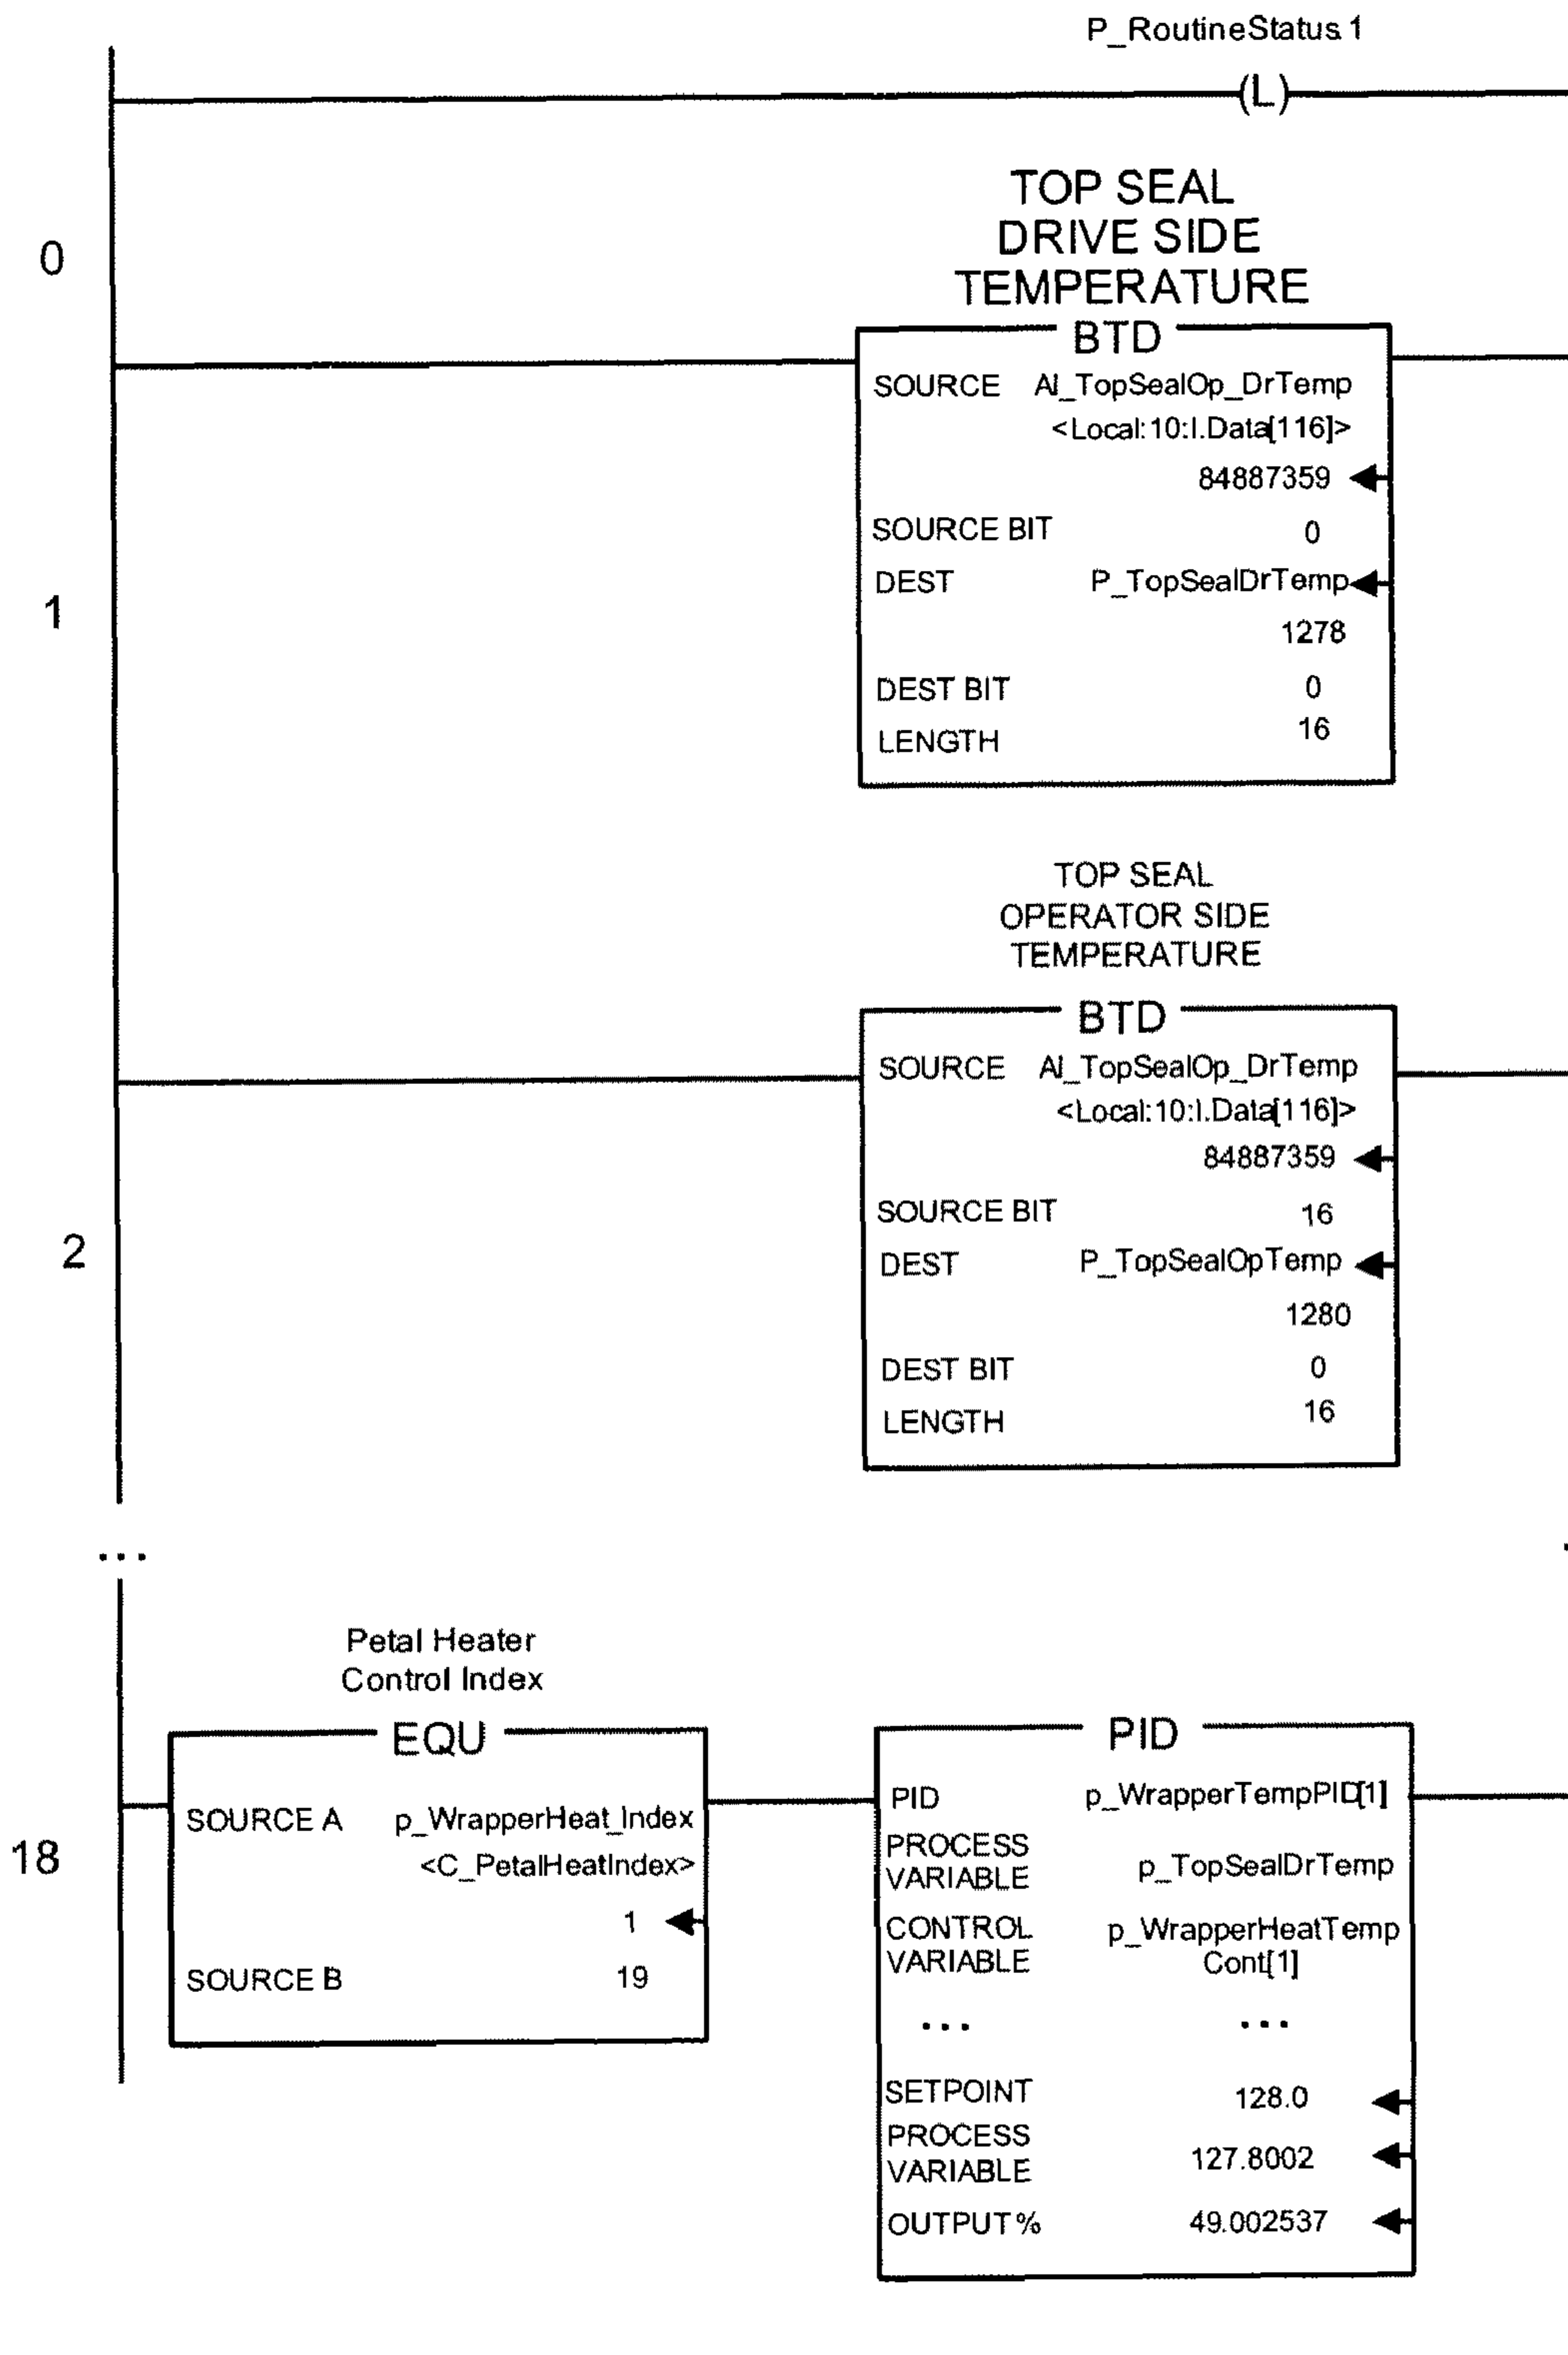 P_RoutineStatus.1
(L)
0
TOP SEAL
DRIVE SIDE
TEMPERATURE
BTD
SOURCE AI_TopSealOp_DrTemp
<Local:10:I.Data[116]>
84887359
SOURCE BIT 0
DEST P_TopSealDrTemp
1278
DEST BIT 0
LENGTH 16
1
TOP SEAL
OPERATOR SIDE
TEMPERATURE
BTD
SOURCE AI_TopSealOp_DrTemp
<Local:10:I.Data[116]>
84887359
SOURCE BIT 16
DEST P_TopSealOpTemp
1280
DEST BIT 0
LENGTH 16
2
...
18
Petal Heater
Control Index
EQU
SOURCE A p_WrapperHeat_Index
<C_PetalHeatIndex>
1
SOURCE B 19
PID
PID p_WrapperTempPID[1]
PROCESS
VARIABLE p_TopSealDrTemp
CONTROL p_WrapperHeatTemp
VARIABLE Cont[1]
... ...
SETPOINT 128.0
PROCESS
VARIABLE 127.8002
OUTPUT % 49.002537